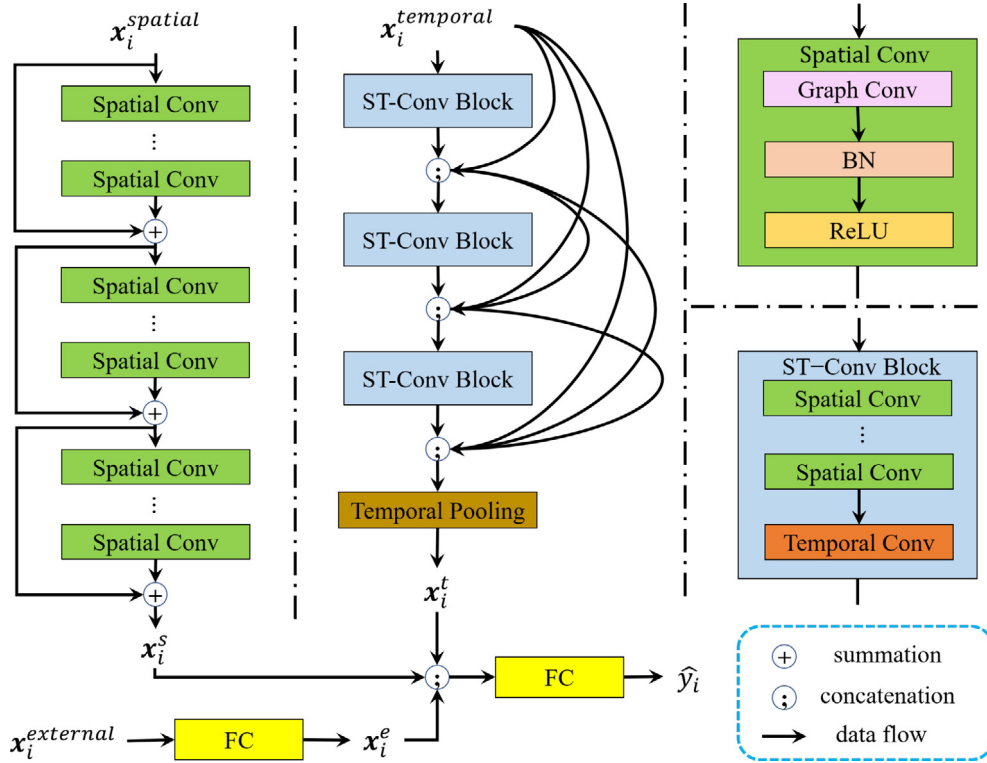 x_i^{spatial}
Spatial Conv
...
Spatial Conv
+
Spatial Conv
...
Spatial Conv
+
Spatial Conv
...
Spatial Conv
+
x_i^s
x_i^{temporal}
ST-Conv Block
;
ST-Conv Block
;
ST-Conv Block
;
Temporal Pooling
x_i^t
;
FC
ŷ_i
x_i^{external}
FC
x_i^e
Spatial Conv
Graph Conv
BN
ReLU
ST−Conv Block
Spatial Conv
...
Spatial Conv
Temporal Conv
+ summation
; concatenation
data flow